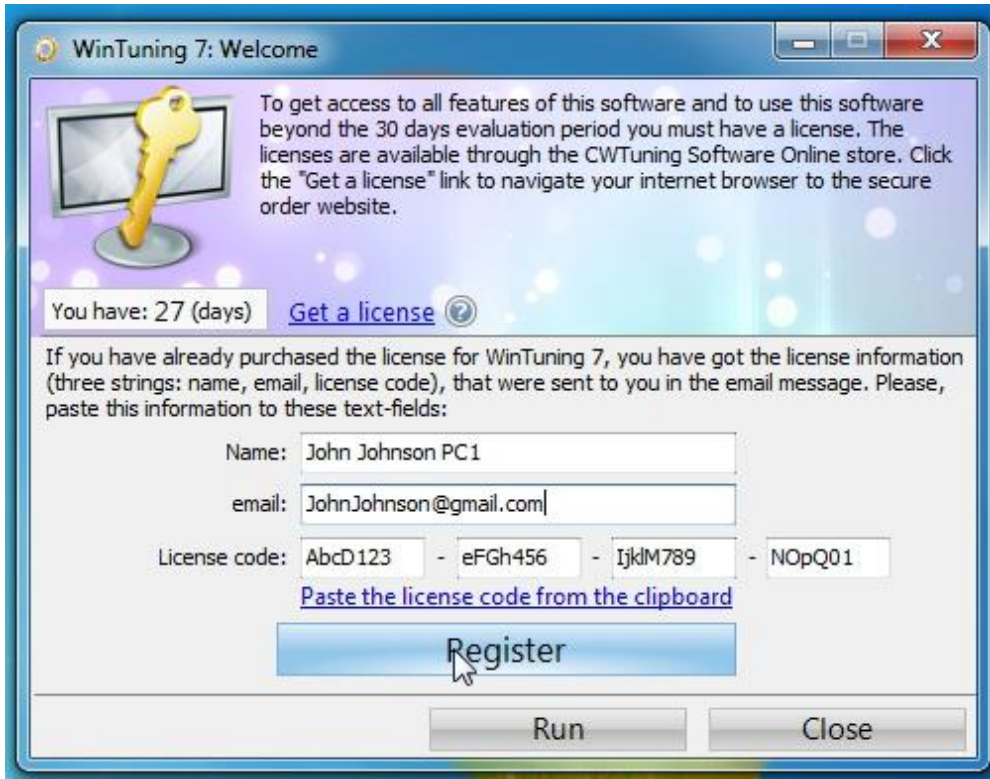 WinTuning 7: Welcome
To get access to all features of this software and to use this software
beyond the 30 days evaluation period you must have a license. The
licenses are available through the CWTuning Software Online store. Click
the "Get a license" link to navigate your internet browser to the secure
order website.
You have: 27 (days) Get a license ?
If you have already purchased the license for WinTuning 7, you have got the license information
(three strings: name, email, license code), that were sent to you in the email message. Please,
paste this information to these text-fields:
Name: John Johnson PC1
email: JohnJohnson@gmail.com
License code: AbcD123 - eFGh456 - IjklM789 - NOpQ01
Paste the license code from the clipboard
Register
Run Close